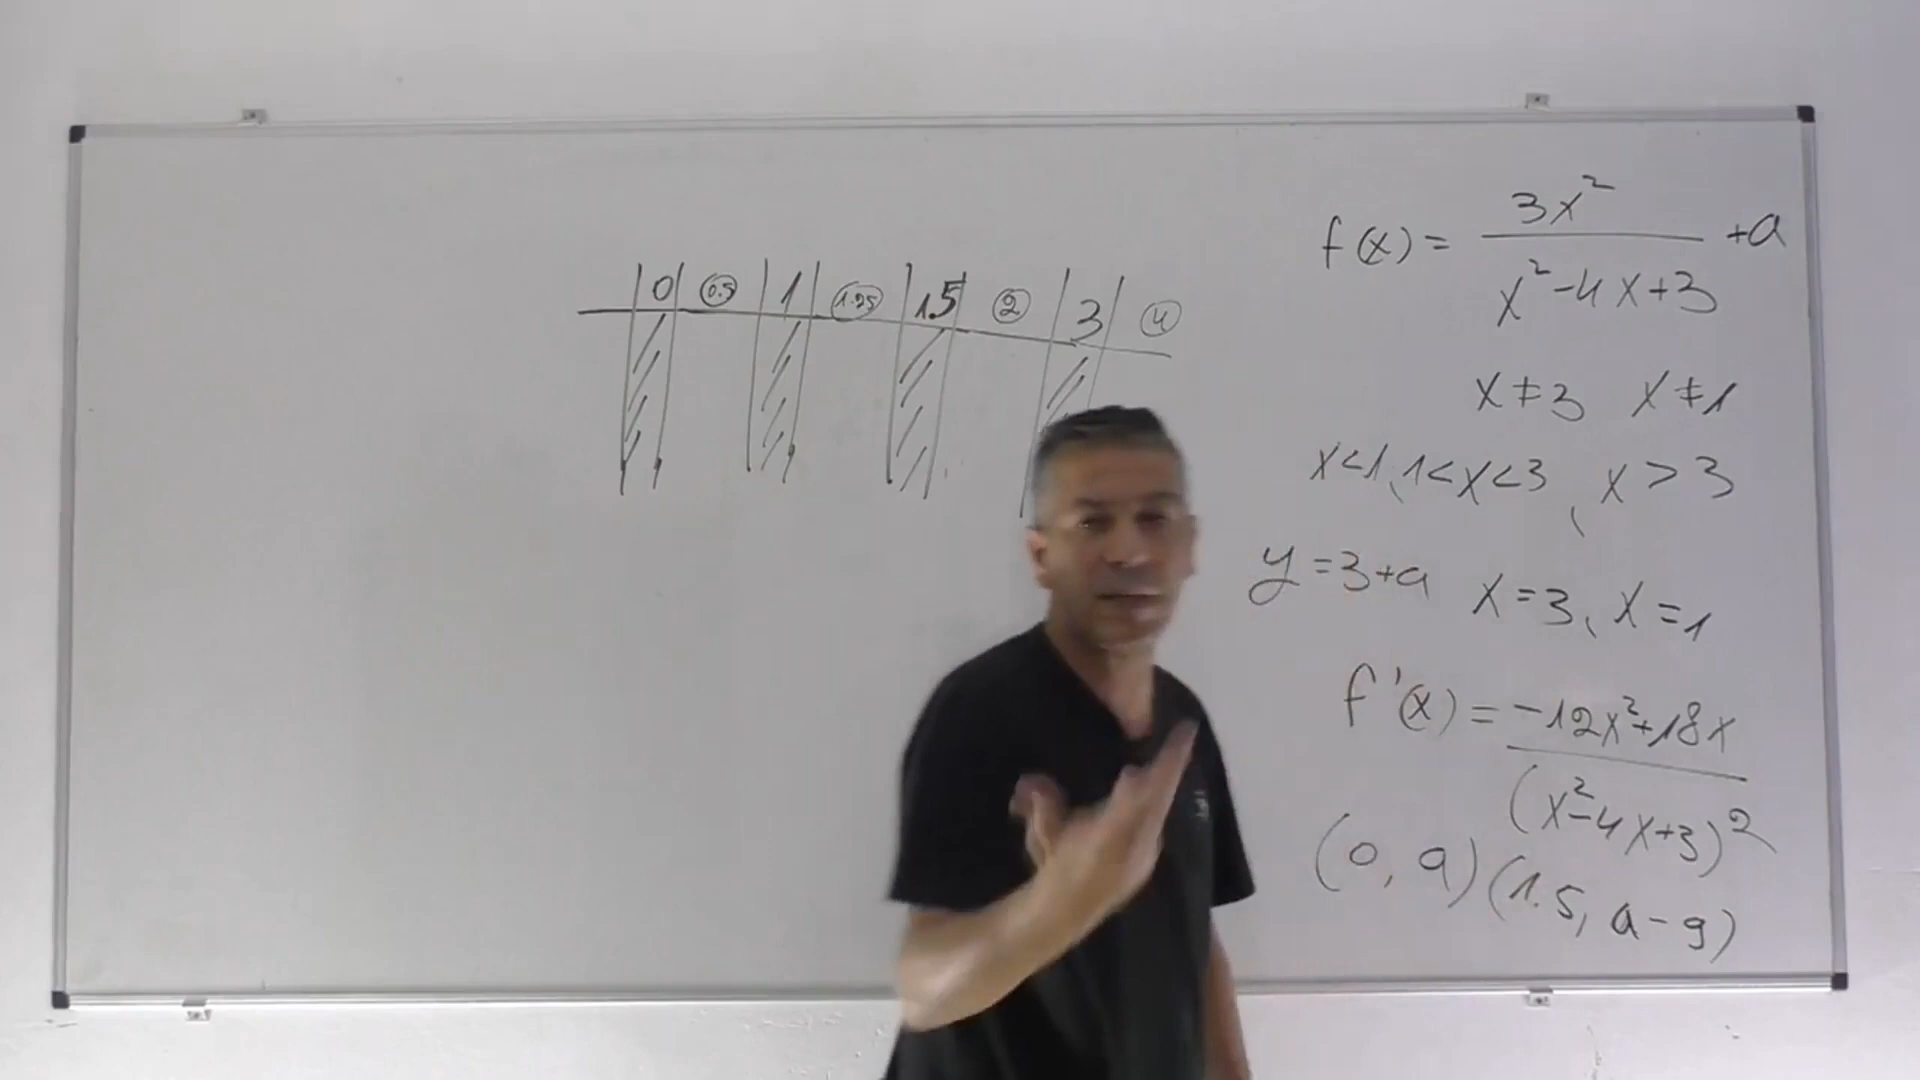 0 0.5 1 1.25 1.5 2 3 4
f(x) = 3x²/(x²-4x+3) + a
x≠3 x≠1
x<1, 1<x<3, x>3
y=3+a x=3, x=1
f'(x) = (-12x²+18x)/(x²-4x+3)²
(0, a) (1.5, a-9)